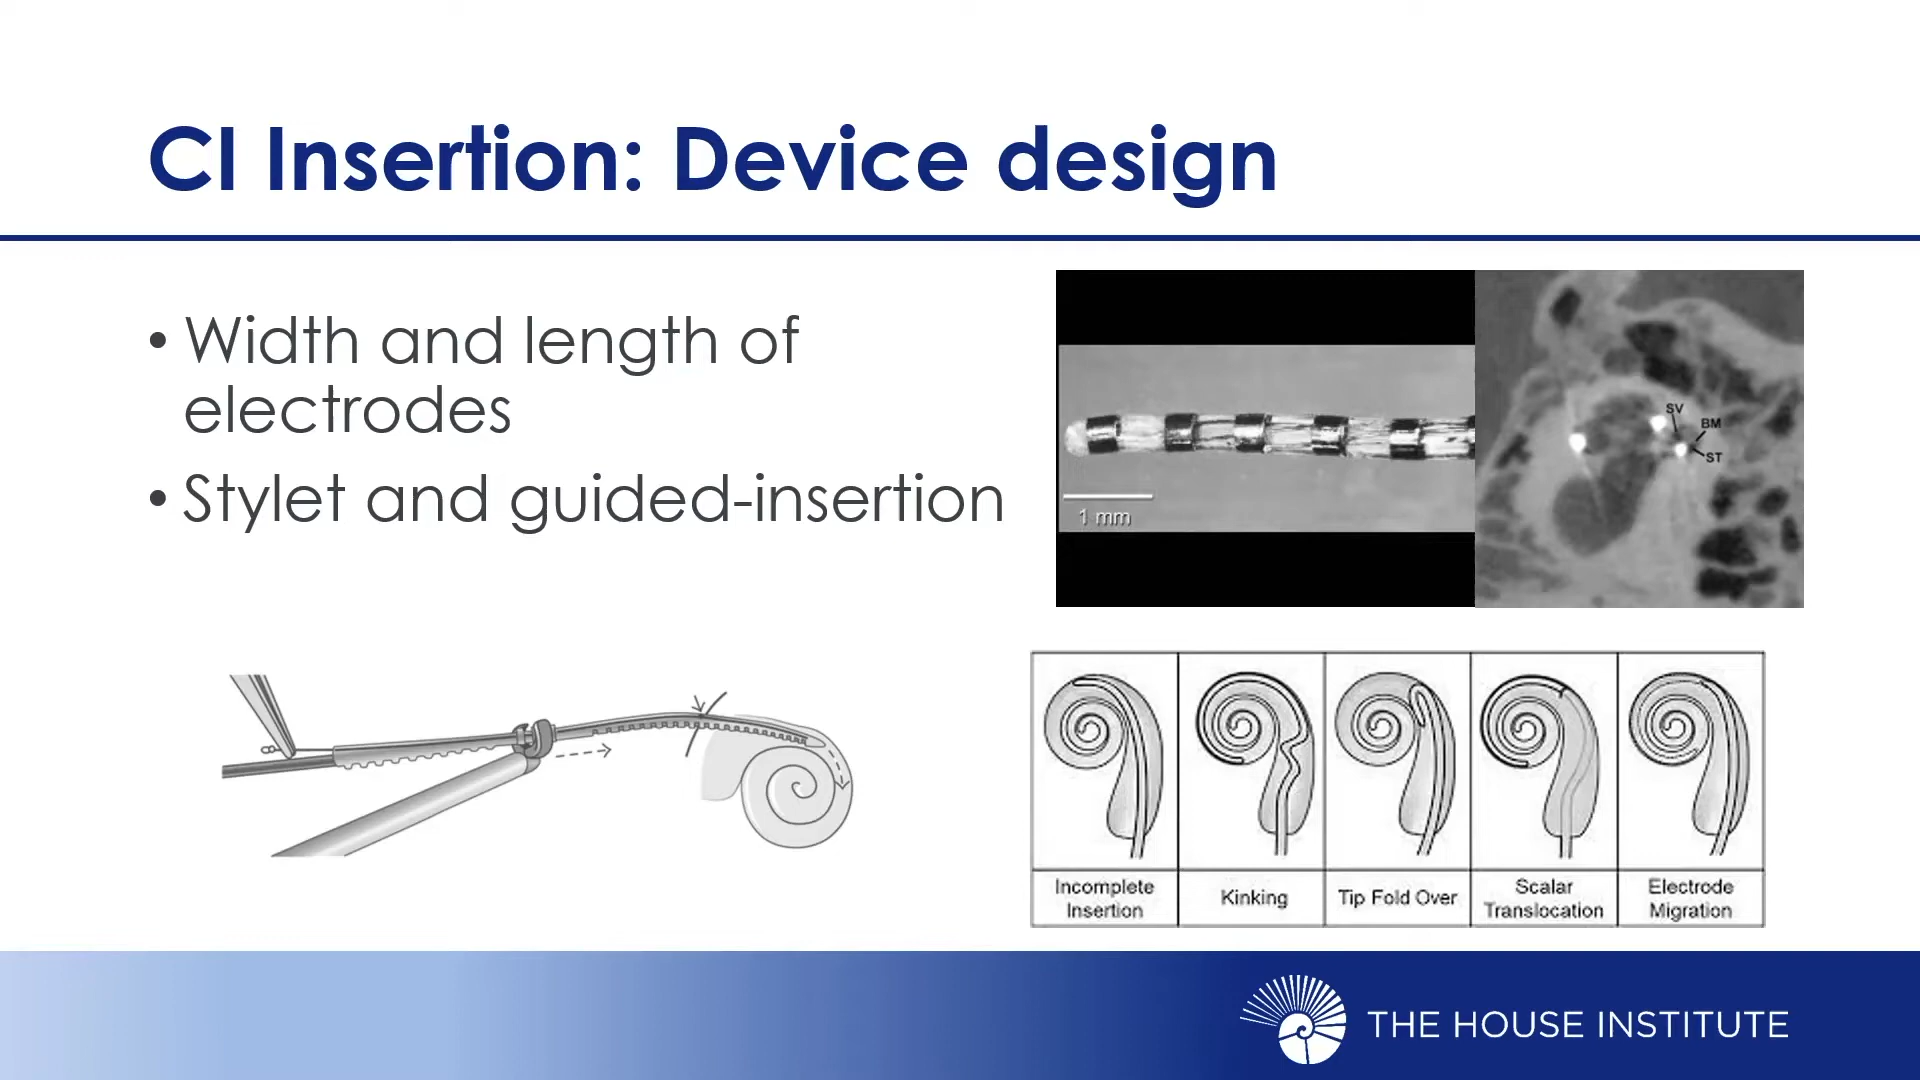 CI Insertion: Device design
• Width and length of
electrodes
• Stylet and guided-insertion
1 mm
SV
BM
ST
Incomplete
Insertion
Kinking
Tip Fold Over
Scalar
Translocation
Electrode
Migration
THE HOUSE INSTITUTE